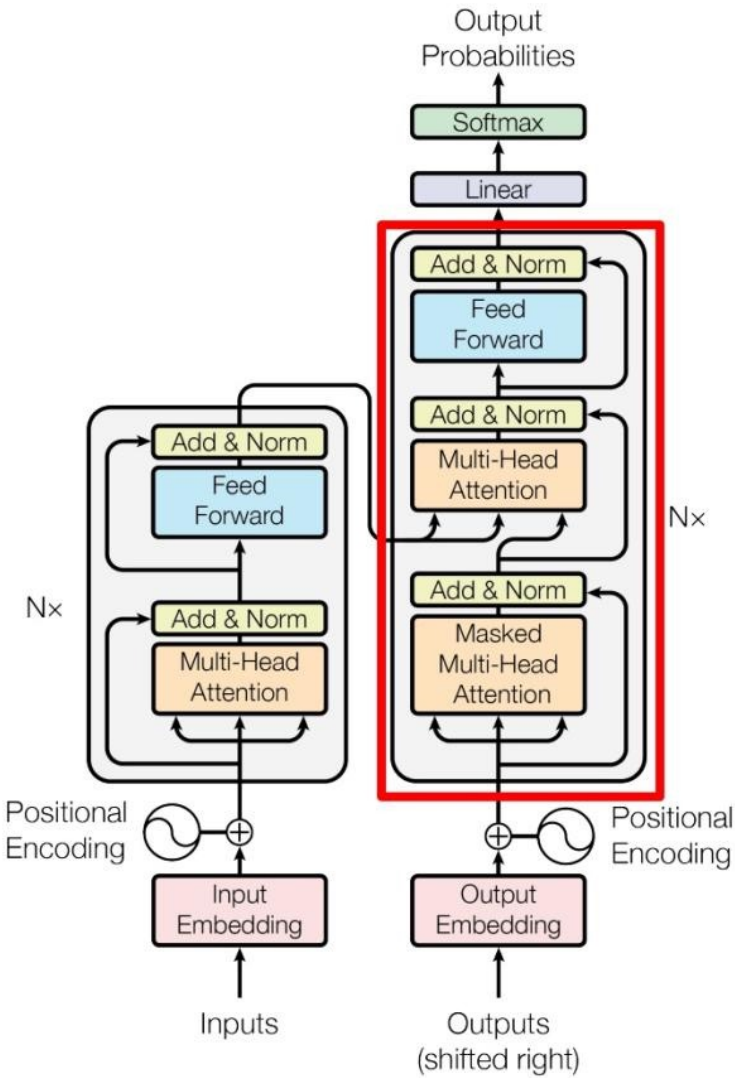 Output
Probabilities
Softmax
Linear
Add & Norm
Feed
Forward
Add & Norm
Multi-Head
Attention
Add & Norm
Masked
Multi-Head
Attention
N×
Add & Norm
Feed
Forward
Add & Norm
Multi-Head
Attention
N×
Positional
Encoding
Positional
Encoding
Input
Embedding
Output
Embedding
Inputs
Outputs
(shifted right)